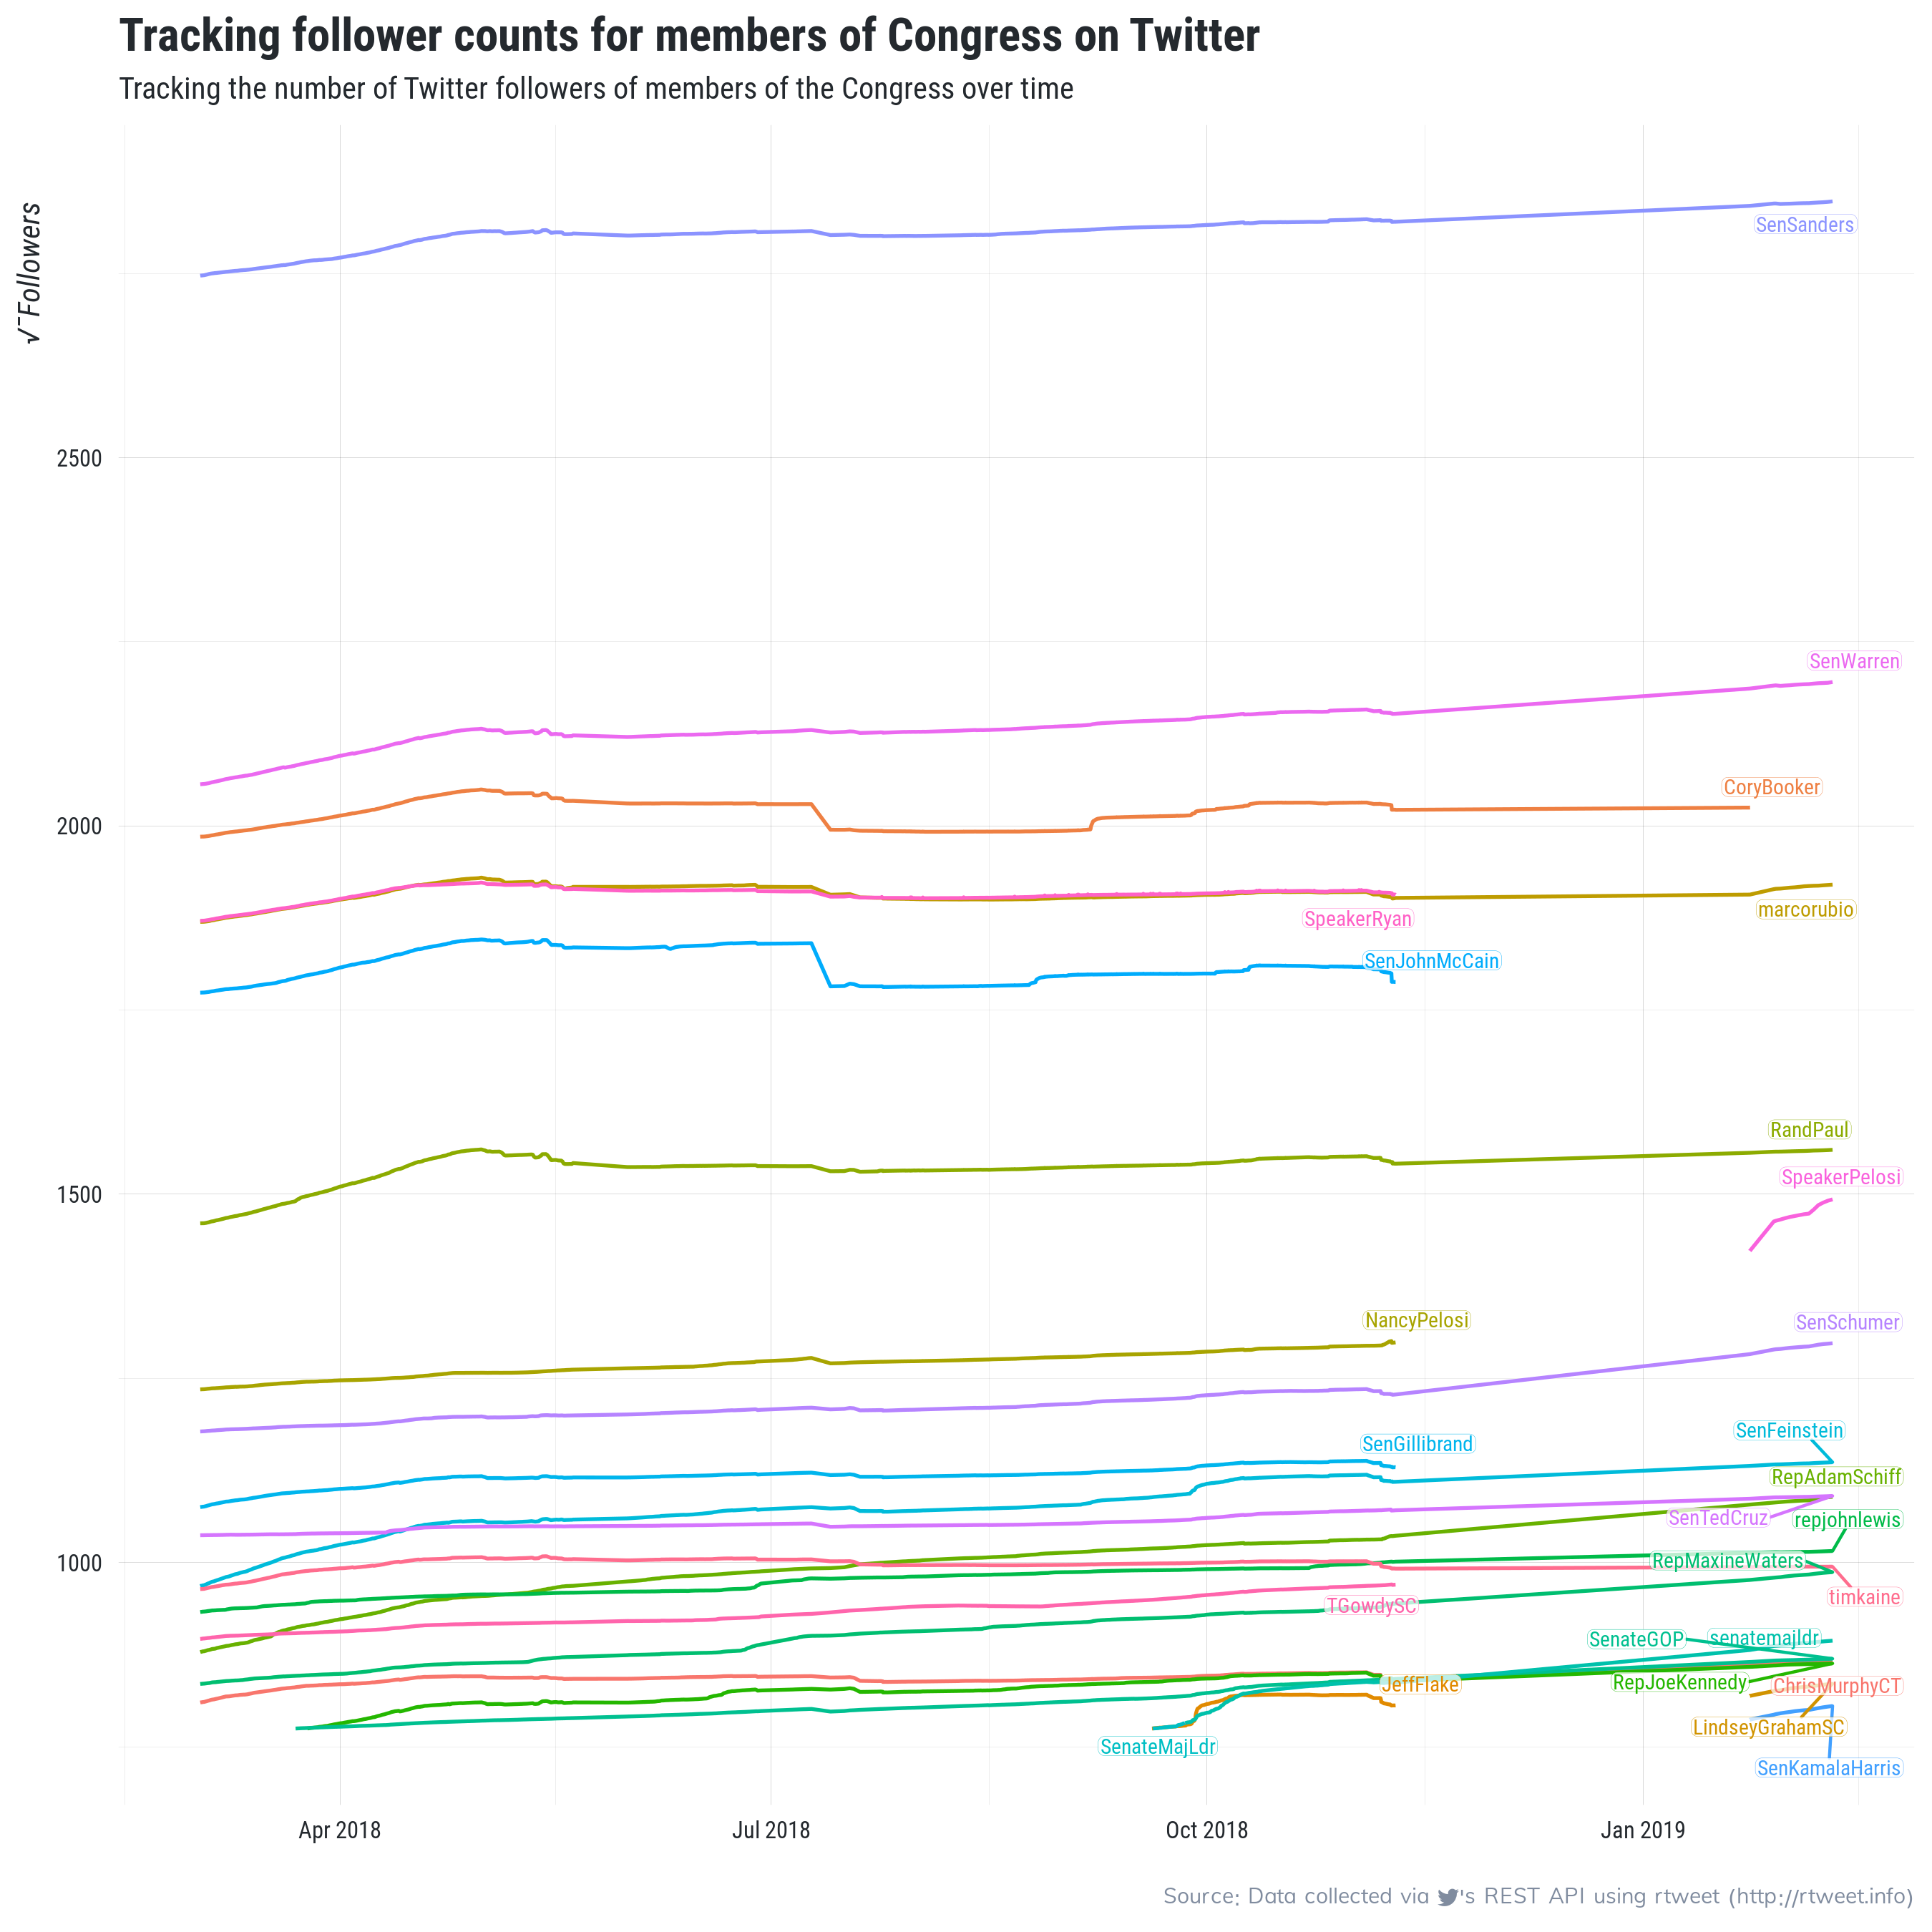 Tracking follower counts for members of Congress on Twitter
Tracking the number of Twitter followers of members of the Congress over time
√¯Followers
2500
2000
1500
1000
SenSanders
SenWarren
CoryBooker
marcorubio
SpeakerRyan
SenJohnMcCain
RandPaul
SpeakerPelosi
NancyPelosi
SenSchumer
SenFeinstein
SenGillibrand
RepAdamSchiff
SenTedCruz
repjohnlewis
RepMaxineWaters
timkaine
TGowdySC
SenateGOP
senatemajldr
RepJoeKennedy
JeffFlake
ChrisMurphyCT
LindseyGrahamSC
SenateMajLdr
SenKamalaHarris
Apr 2018
Jul 2018
Oct 2018
Jan 2019
Source: Data collected via 's REST API using rtweet (http://rtweet.info)